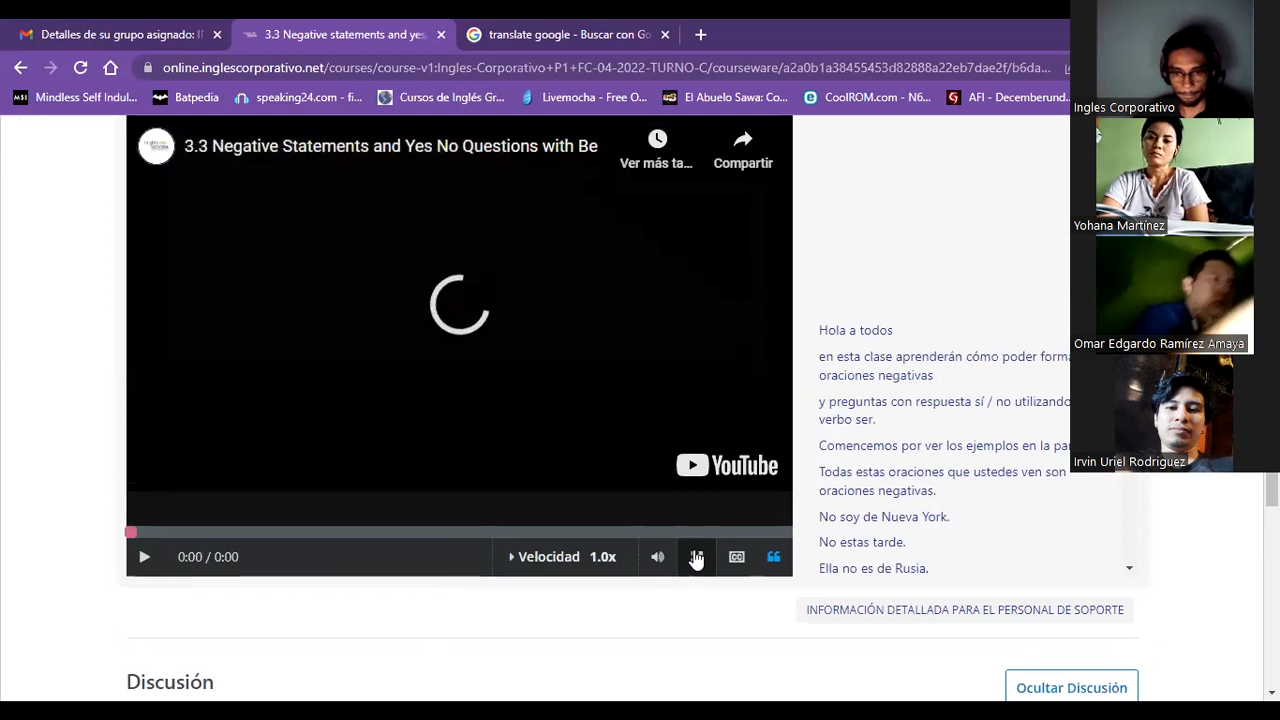 Detalles de su grupo asignado: I
3.3 Negative statements and yes,
translate google - Buscar con Go
online.inglescorporativo.net/courses/course-v1:Ingles-Corporativo+P1+FC-04-2022-TURNO-C/courseware/a2a0b1a38455453d82888a22eb7dae2f/b6da...
Mindless Self Indul...
Batpedia
speaking24.com - fi...
Cursos de Inglés Gr...
Livemocha - Free O...
El Abuelo Sawa: Co...
CoolROM.com - N6...
AFI - Decemberund
3.3 Negative Statements and Yes No Questions with Be
Ver más ta...
Compartir
YouTube
0:00 / 0:00
Velocidad 1.0x
CC
Hola a todos
en esta clase aprenderán cómo poder forma
oraciones negativas
y preguntas con respuesta sí / no utilizando
verbo ser.
Comencemos por ver los ejemplos en la pa
Todas estas oraciones que ustedes ven son
oraciones negativas.
No soy de Nueva York.
No estas tarde.
Ella no es de Rusia.
INFORMACIÓN DETALLADA PARA EL PERSONAL DE SOPORTE
Discusión
Ocultar Discusión
Ingles Corporativo
Yohana Martínez
Omar Edgardo Ramírez Amaya
Irvin Uriel Rodriguez